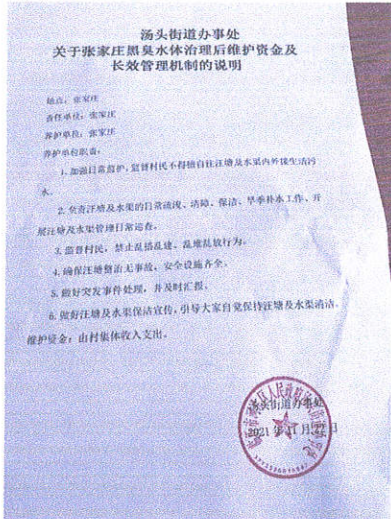 汤头街道办事处
关于张家庄黑臭水体治理后维护资金及
长效管理机制的说明
地点：张家庄
责任单位：张家庄
养护单位：张家庄
养护单位职责：
1.加强日常监护，监督村民不得擅自往汪塘及水渠内外排生活污
水。
2.负责汪塘及水渠的日常疏浚、清障、保洁、旱季补水工作、开
展汪塘及水渠管理日常巡查。
3.监督村民，禁止乱搭乱建、乱堆乱放行为。
4.确保汪塘整治无事故，安全设施齐全。
5.做好突发事件处理，并及时汇报。
6.做好汪塘及水渠保洁宣传，引导大家自觉保持汪塘及水渠清洁。
维护资金：由村集体收入支出。
汤头街道办事处
2021年11月22日